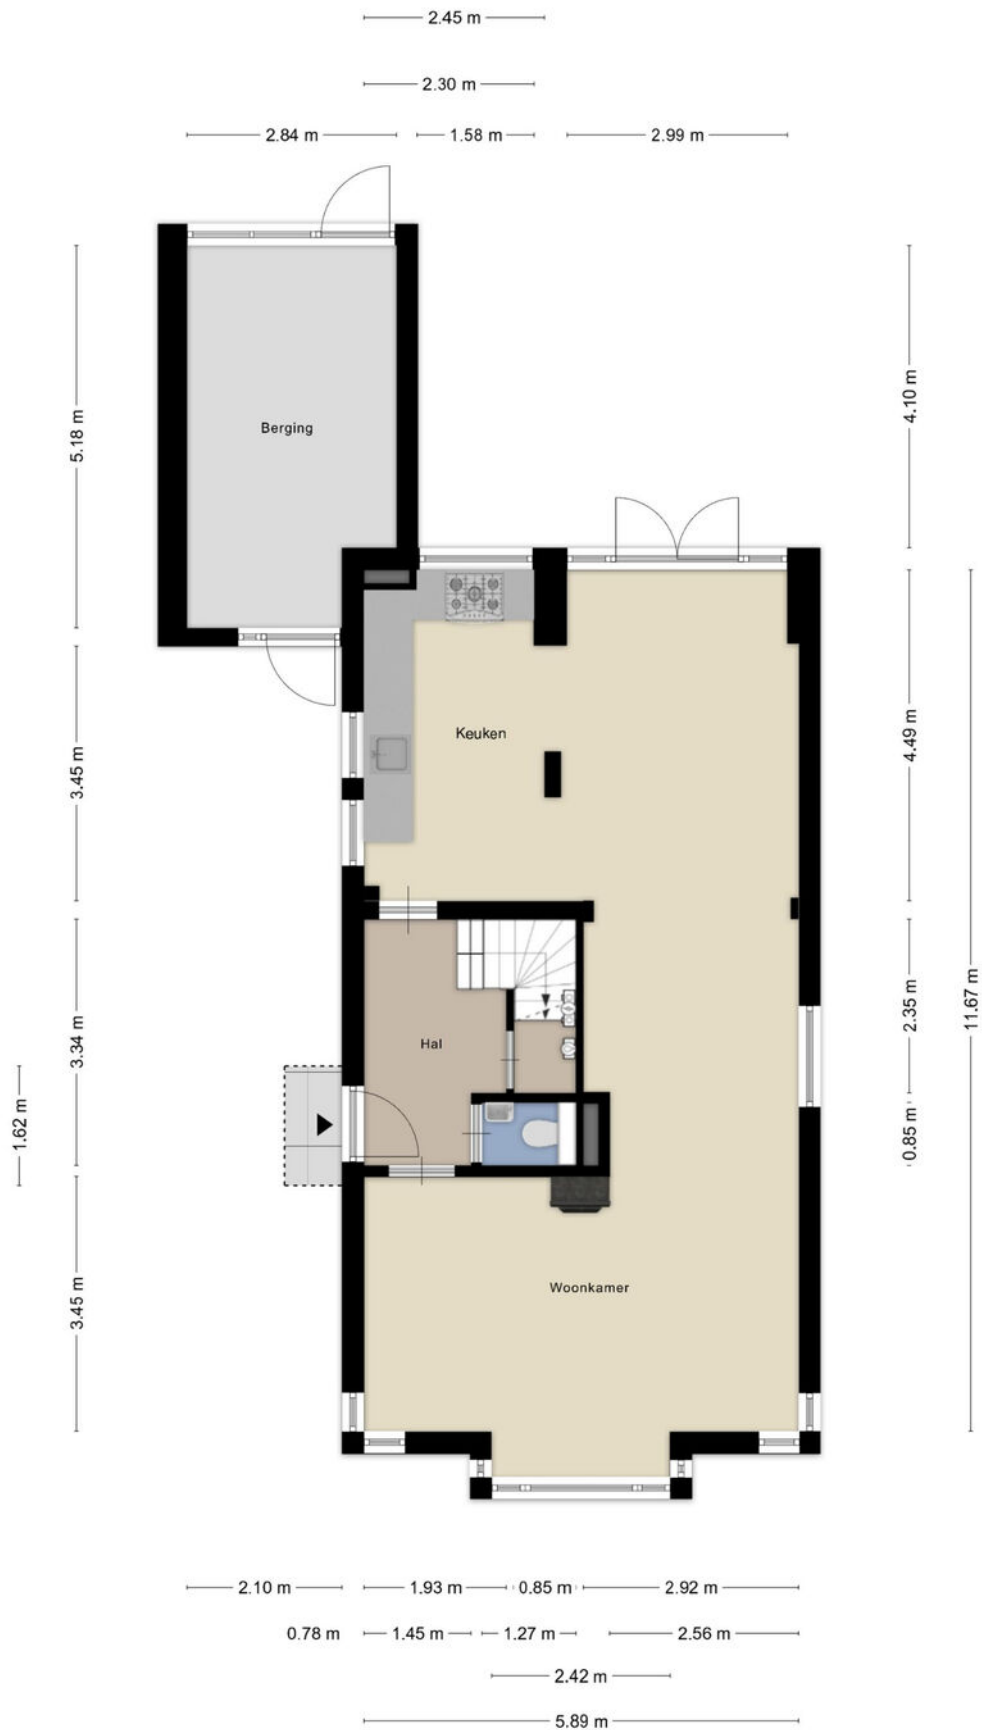 2.45 m
2.30 m
2.84 m
1.58 m
2.99 m
5.18 m
4.10 m
Berging
Keuken
3.45 m
4.49 m
Hal
3.34 m
2.35 m
11.67 m
1.62 m
0.85 m
Woonkamer
3.45 m
2.10 m
1.93 m
0.85 m
2.92 m
0.78 m
1.45 m
1.27 m
2.56 m
2.42 m
5.89 m